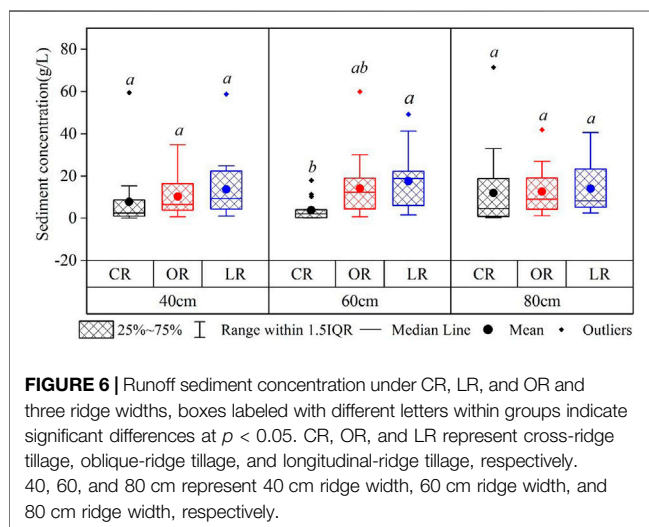 Sediment concentration(g/L)
80
60
40
20
0
-20
a
a
a
b
ab
a
a
a
a
CR OR LR CR OR LR CR OR LR
40cm 60cm 80cm
25%~75% Range within 1.5IQR Median Line Mean Outliers
FIGURE 6 | Runoff sediment concentration under CR, LR, and OR and
three ridge widths, boxes labeled with different letters within groups indicate
significant differences at p < 0.05. CR, OR, and LR represent cross-ridge
tillage, oblique-ridge tillage, and longitudinal-ridge tillage, respectively.
40, 60, and 80 cm represent 40 cm ridge width, 60 cm ridge width, and
80 cm ridge width, respectively.